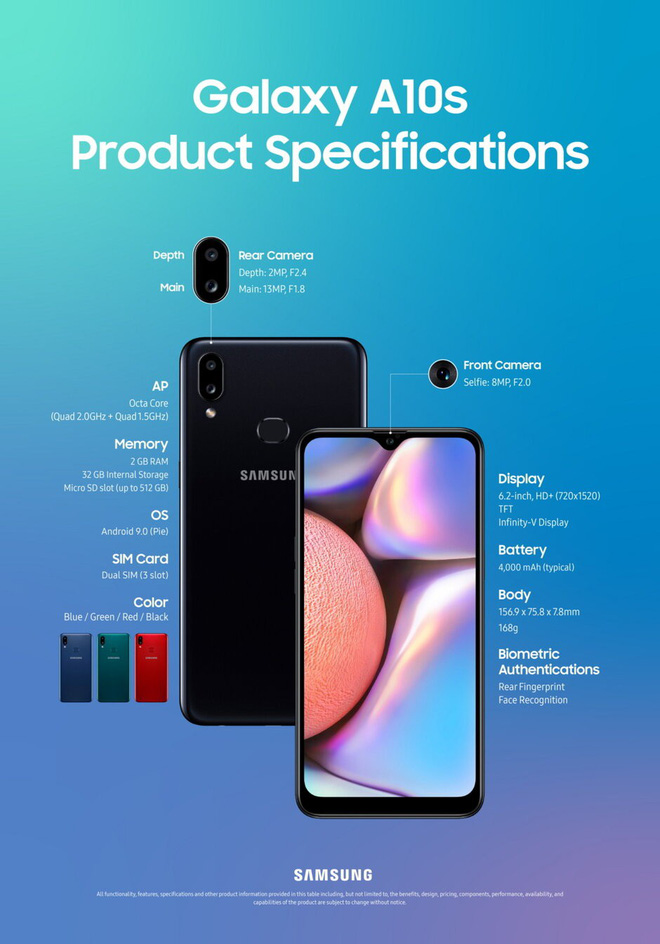 Galaxy A10s
Product Specifications
Depth
Main
Rear Camera
Depth: 2MP, F2.4
Main: 13MP, F1.8
Front Camera
Selfie: 8MP, F2.0
AP
Octa Core
(Quad 2.0GHz + Quad 1.5GHz)
Memory
2 GB RAM
32 GB Internal Storage
Micro SD slot (up to 512 GB)
OS
Android 9.0 (Pie)
SIM Card
Dual SIM (3 slot)
Color
Blue / Green / Red / Black
SAMSUN
Display
6.2-inch, HD+ (720x1520)
TFT
Infinity-V Display
Battery
4,000 mAh (typical)
Body
156.9 x 75.8 x 7.8mm
168g
Biometric
Authentications
Rear Fingerprint
Face Recognition
SAMSUNG
All functionality, features, specifications and other product information provided in this table including, but not limited to, the benefits, design, pricing, components, performance, availability, and
capabilities of the product are subject to change without notice.